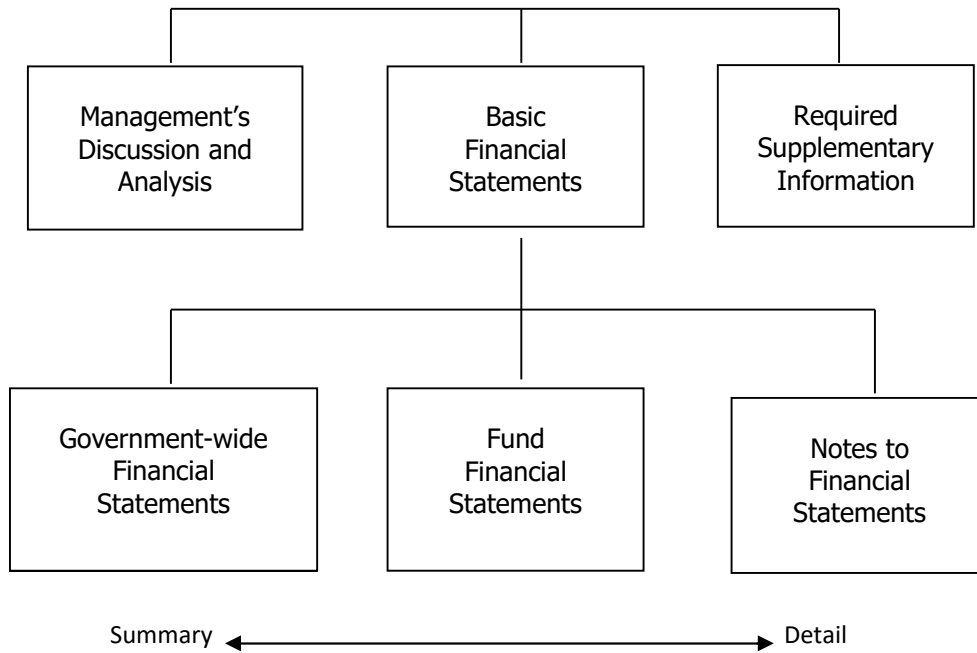 Management’s
Discussion and
Analysis
Basic
Financial
Statements
Required
Supplementary
Information
Government-wide
Financial
Statements
Fund
Financial
Statements
Notes to
Financial
Statements
Summary
Detail